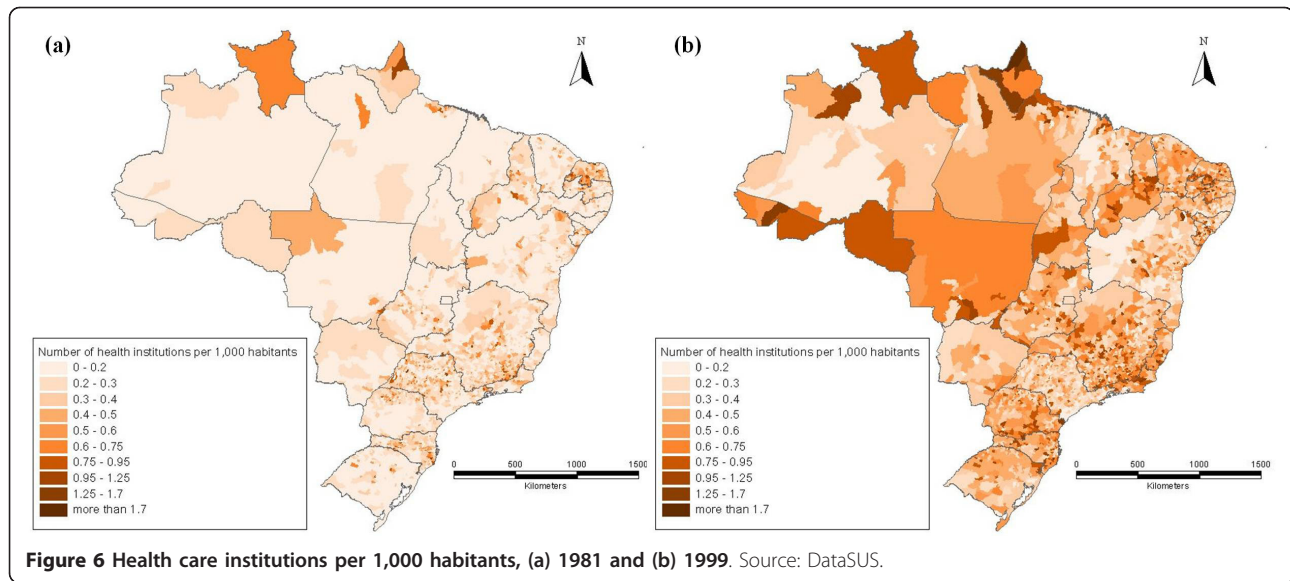 (a)
N
Number of health institutions per 1,000 habitants
0 - 0.2
0.2 - 0.3
0.3 - 0.4
0.4 - 0.5
0.5 - 0.6
0.6 - 0.75
0.75 - 0.95
0.95 - 1.25
1.25 - 1.7
more than 1.7
0 500 1000 1500
Kilometers
(b)
N
Number of health institutions per 1,000 habitants
0 - 0.2
0.2 - 0.3
0.3 - 0.4
0.4 - 0.5
0.5 - 0.6
0.6 - 0.75
0.75 - 0.95
0.95 - 1.25
1.25 - 1.7
more than 1.7
0 500 1000 1500
Kilometers
Figure 6 Health care institutions per 1,000 habitants, (a) 1981 and (b) 1999. Source: DataSUS.